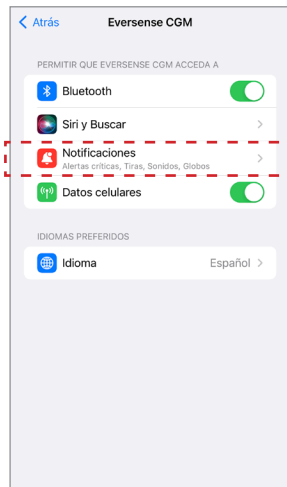 Atrás
Eversense CGM
PERMITIR QUE EVERSENSE CGM ACCEDA A
Bluetooth
Siri y Buscar
Notificaciones
Alertas críticas, Tiras, Sonidos, Globos
Datos celulares
IDIOMAS PREFERIDOS
Idioma
Español